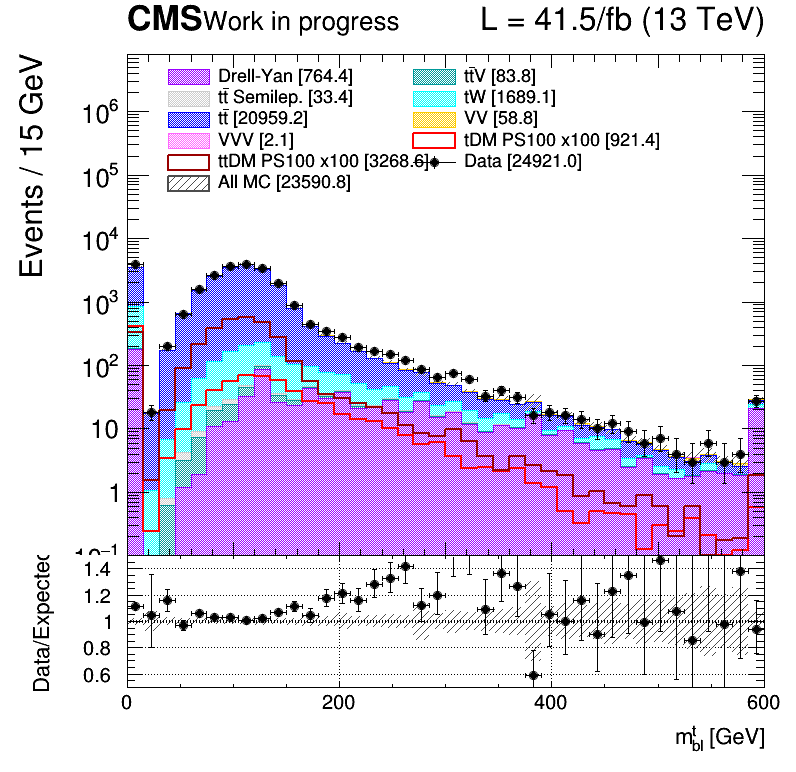 CMS Work in progress L = 41.5/fb (13 TeV)
Events / 15 GeV
Drell-Yan [764.4] tt̄V [83.8]
tt̄ Semilep. [33.4] tW [1689.1]
tt̄ [20959.2] VV [58.8]
VVV [2.1] tDM PS100 x100 [921.4]
ttDM PS100 x100 [3268.6] Data [24921.0]
All MC [23590.8]
10⁶
10⁵
10⁴
10³
10²
10
1
10⁻¹
Data/Expected
1.4
1.2
1
0.8
0.6
0 200 400 600
m^t_bl [GeV]